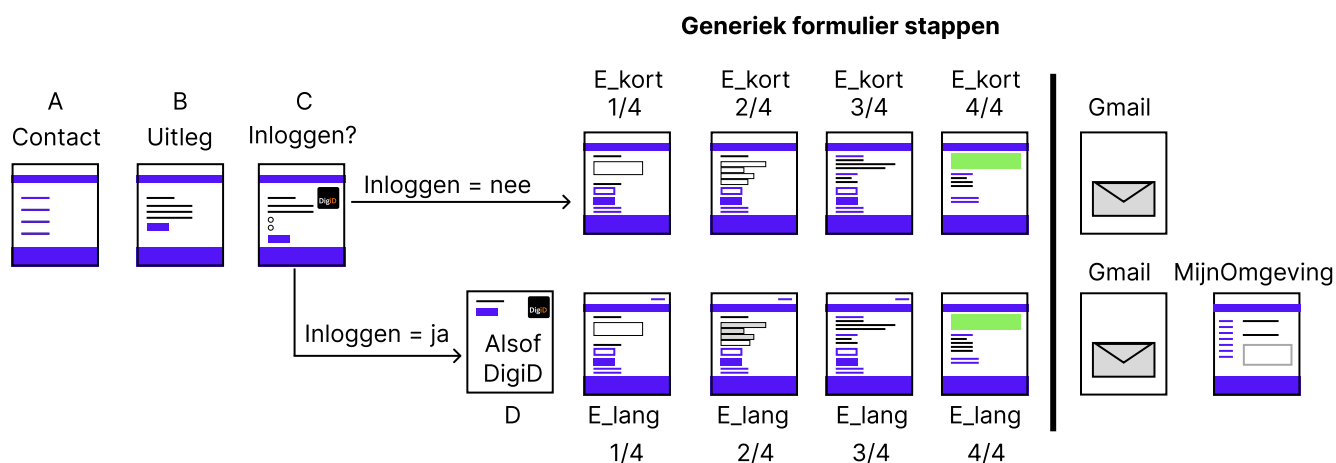 Generiek formulier stappen
A
Contact
B
Uitleg
C
Inloggen?
DigiD
Inloggen = nee
E_kort
1/4
E_kort
2/4
E_kort
3/4
E_kort
4/4
Gmail
Inloggen = ja
DigiD
Alsof
DigiD
D
E_lang
1/4
E_lang
2/4
E_lang
3/4
E_lang
4/4
Gmail
MijnOmgeving